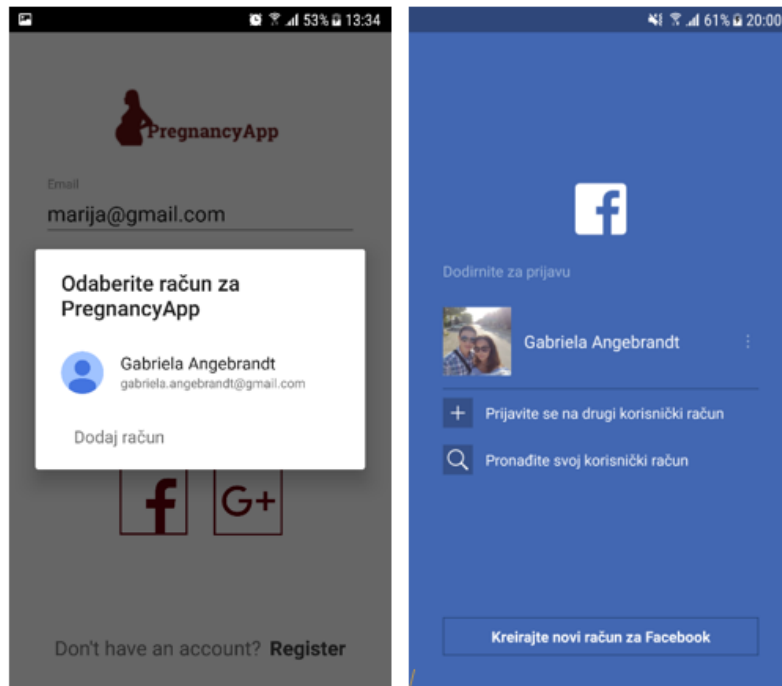 53% 13:34
PregnancyApp
Email
marija@gmail.com
Odaberite račun za
PregnancyApp
Gabriela Angebrandt
gabriela.angebrandt@gmail.com
Dodaj račun
f G+
Don't have an account? Register
61% 20:00
f
Dodirnite za prijavu
Gabriela Angebrandt
Prijavite se na drugi korisnički račun
Pronađite svoj korisnički račun
Kreirajte novi račun za Facebook